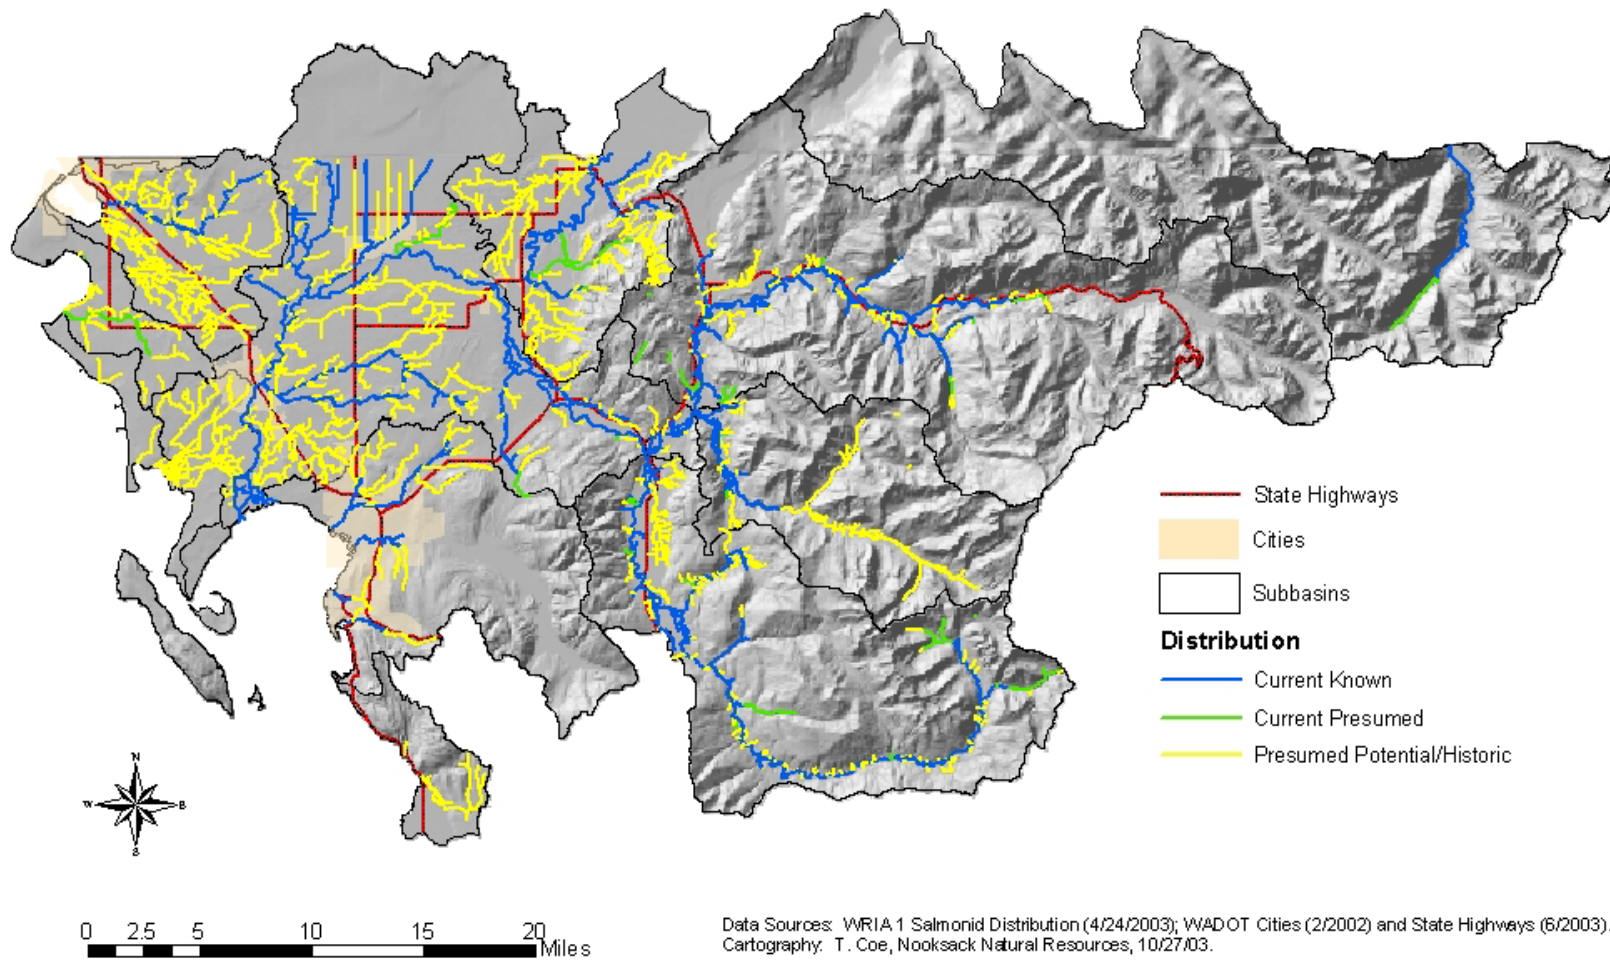 State Highways
Cities
Subbasins
Distribution
Current Known
Current Presumed
Presumed Potential/Historic
N
W E
S
0 2.5 5 10 15 20
Miles
Data Sources: WRIA 1 Salmonid Distribution (4/24/2003); WADOT Cities (2/2002) and State Highways (6/2003).
Cartography: T. Coe, Nooksack Natural Resources, 10/27/03.